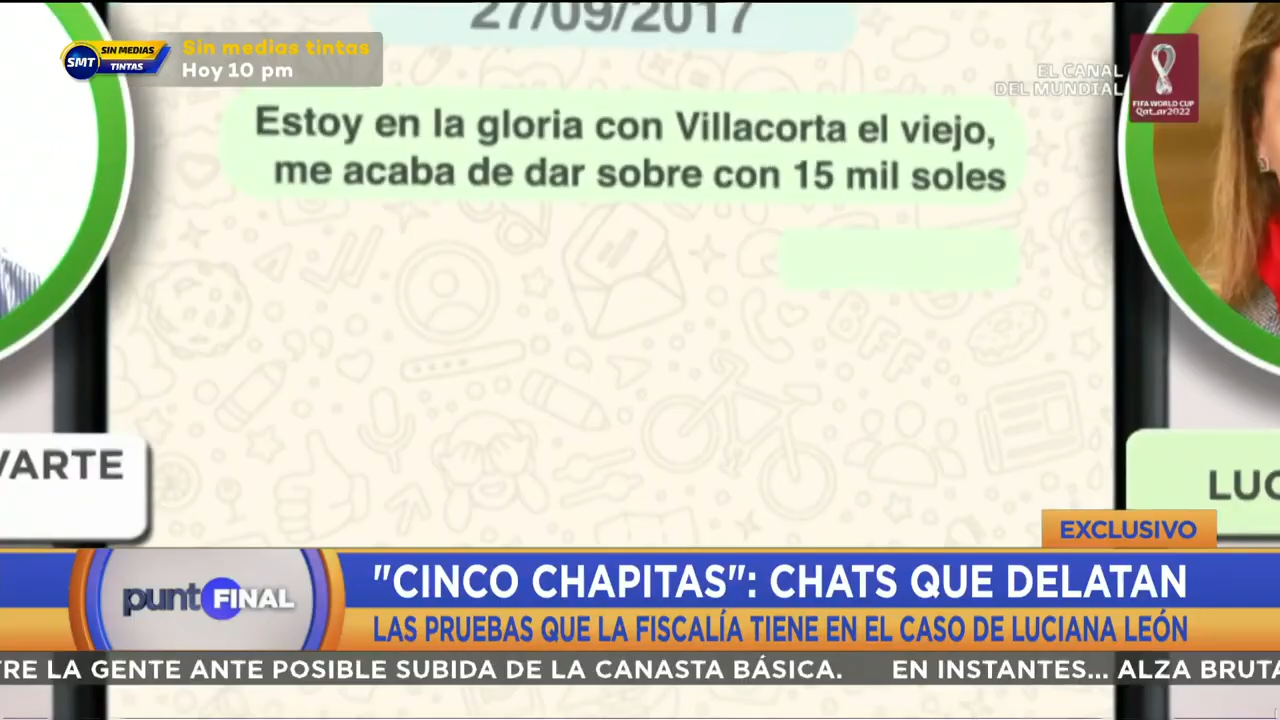 27/09/2017
SMT
SIN MEDIAS
TINTAS
Sin medias tintas
Hoy 10 pm
EL CANAL
DEL MUNDIAL
FIFA WORLD CUP
Qatar2022
Estoy en la gloria con Villacorta el viejo,
me acaba de dar sobre con 15 mil soles
BFF
VARTE
LUC
EXCLUSIVO
punto FINAL
"CINCO CHAPITAS": CHATS QUE DELATAN
LAS PRUEBAS QUE LA FISCALÍA TIENE EN EL CASO DE LUCIANA LEÓN
TRE LA GENTE ANTE POSIBLE SUBIDA DE LA CANASTA BÁSICA. EN INSTANTES... ALZA BRUTA